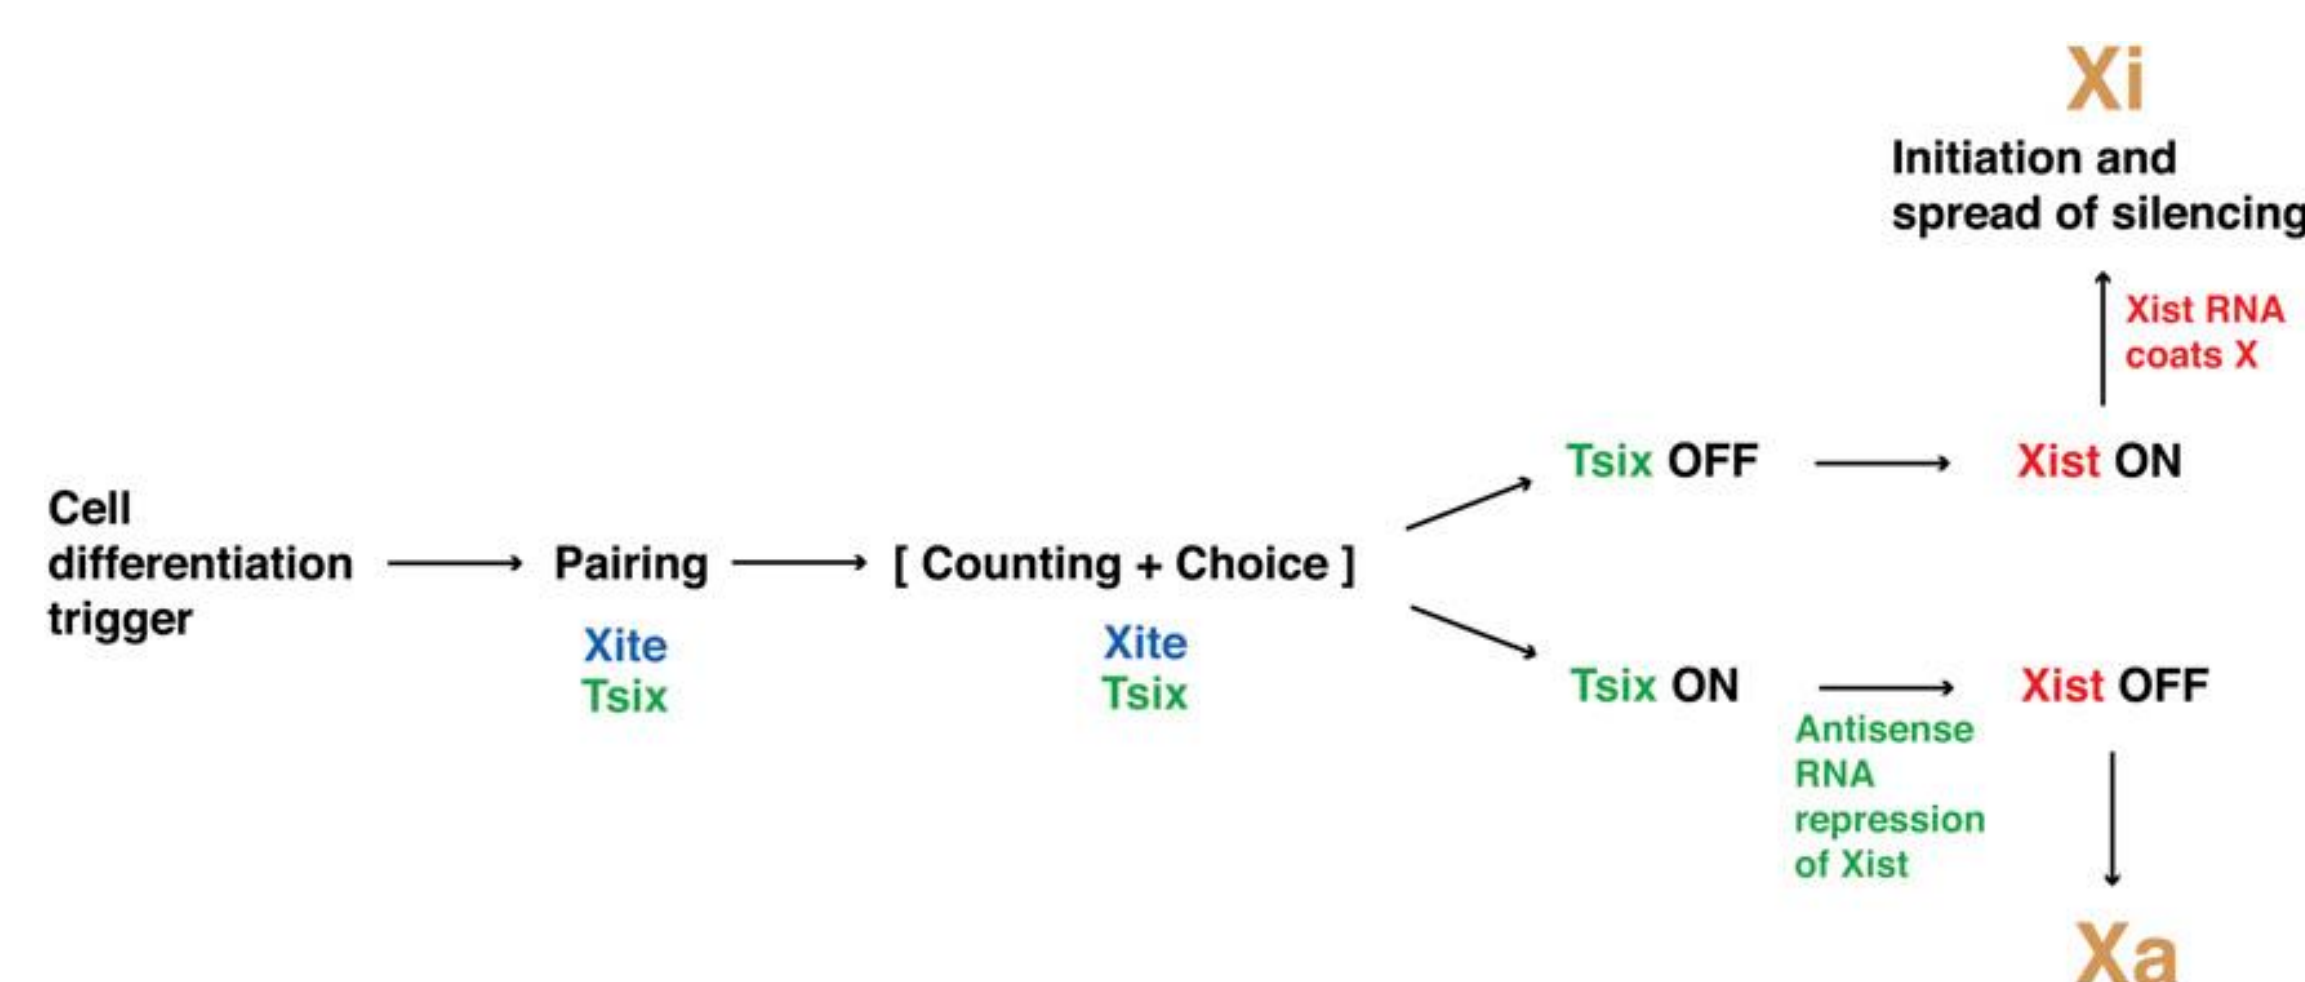 Xi
Initiation and
spread of silencing
Xist RNA
coats X
Tsix OFF
Xist ON
Cell
differentiation
trigger
Pairing
[ Counting + Choice ]
Xite
Tsix
Xite
Tsix
Tsix ON
Xist OFF
Antisense
RNA
repression
of Xist
Xa